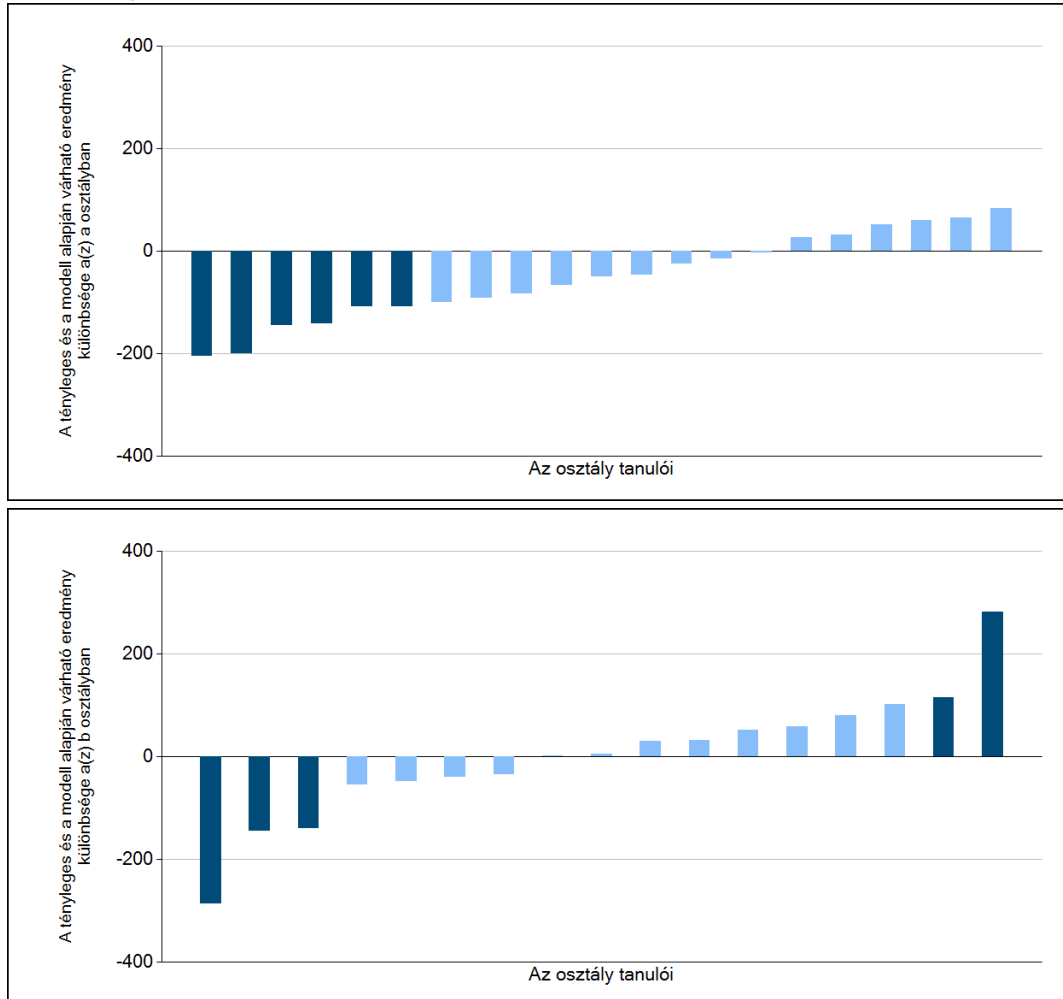 A tényleges és a modell alapján várható eredmény
különbsége a(z) a osztályban
400
200
0
-200
-400
Az osztály tanulói
A tényleges és a modell alapján várható eredmény
különbsége a(z) b osztályban
400
200
0
-200
-400
Az osztály tanulói